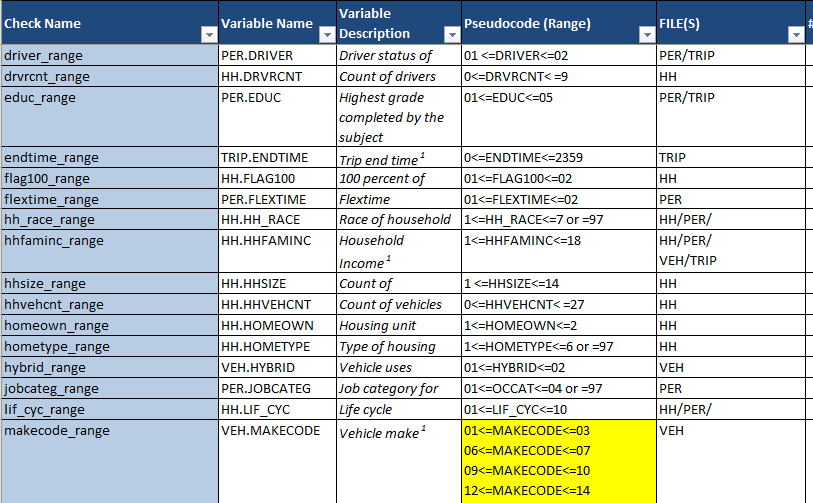 Check Name Variable Name Variable Description Pseudocode (Range) FILE(S) #
driver_range PER.DRIVER Driver status of 01 <=DRIVER<=02 PER/TRIP
drvrcnt_range HH.DRVRCNT Count of drivers 0<=DRVRCNT< =9 HH
educ_range PER.EDUC Highest grade 01<=EDUC<=05 PER/TRIP
completed by the
subject
endtime_range TRIP.ENDTIME Trip end time¹ 0<=ENDTIME<=2359 TRIP
flag100_range HH.FLAG100 100 percent of 01<=FLAG100<=02 HH
flextime_range PER.FLEXTIME Flextime 01<=FLEXTIME<=02 PER
hh_race_range HH.HH_RACE Race of household 1<=HH_RACE<=7 or =97 HH/PER/
hhfaminc_range HH.HHFAMINC Household 1<=HHFAMINC<=18 HH/PER/
Income¹ VEH/TRIP
hhsize_range HH.HHSIZE Count of 1 <=HHSIZE<=14 HH
hhvehcnt_range HH.HHVEHCNT Count of vehicles 0<=HHVEHCNT< =27 HH
homeown_range HH.HOMEOWN Housing unit 1<=HOMEOWN<=2 HH
hometype_range HH.HOMETYPE Type of housing 1<=HOMETYPE<=6 or =97 HH
hybrid_range VEH.HYBRID Vehicle uses 01<=HYBRID<=02 VEH
jobcateg_range PER.JOBCATEG Job category for 01<=OCCAT<=04 or =97 PER
lif_cyc_range HH.LIF_CYC Life cycle 01<=LIF_CYC<=10 HH/PER/
makecode_range VEH.MAKECODE Vehicle make¹ 01<=MAKECODE<=03 VEH
06<=MAKECODE<=07
09<=MAKECODE<=10
12<=MAKECODE<=14